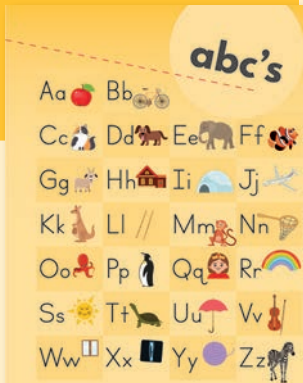 abc's
Aa Bb
Cc Dd Ee Ff
Gg Hh Ii Jj
Kk Ll Mm Nn
Oo Pp Qq Rr
Ss Tt Uu Vv
Ww Xx Yy Zz